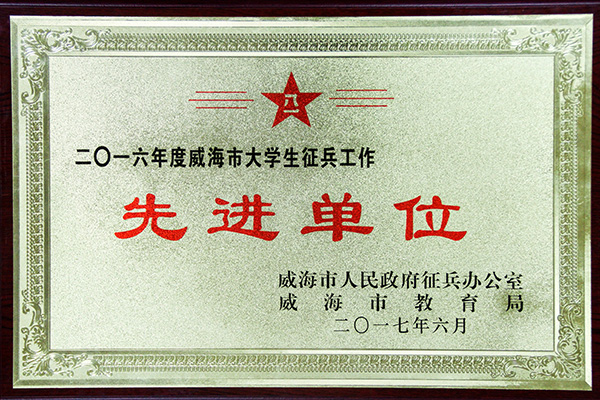 八一
二〇一六年度威海市大学生征兵工作
先进单位
威海市人民政府征兵办公室
威海市教育局
二〇一七年六月